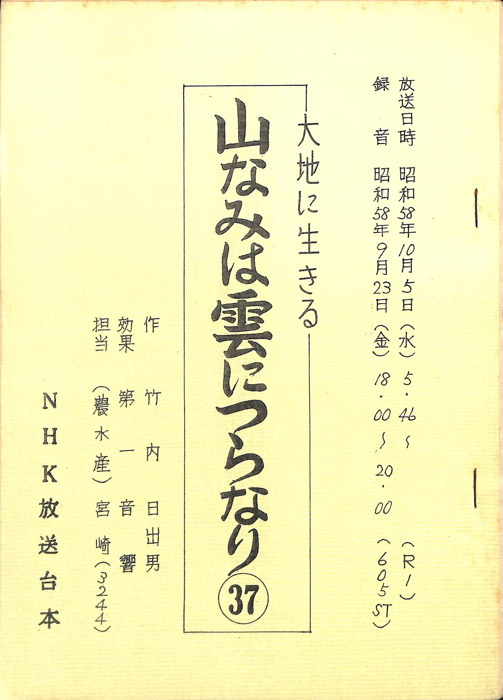 放送日時 昭和58年10月5日(水) 5.46〜 (R1)
録音 昭和58年9月23日(金) 18.00〜20.00 (605ST)
大地に生きる
山なみは雲につらなり 37
作 竹内日出男
効果 第一音響
担当 (農水産) 宮崎(3244)
NHK放送台本